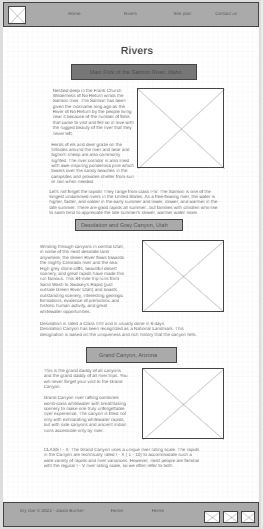 Home Rivers Site plan Contact us
Rivers
Main Fork of the Salmon River, Idaho
Nestled deep in the Frank Church
Wilderness of No Return winds the
Salmon river. The Salmon has been
given the nickname long ago as the
River of No Return by the people living
near it because of the number of trips
that came to visit and fell so in love with
the rugged beauty of the river that they
never left.
Herds of elk and deer graze on the
hillsides around the river and bears and
bighorn sheep are also commonly
sighted. The river corridor is also lined
with awe-inspiring ponderosa pine which
towers over the sandy beaches in the
campsites and provides shelter from sun
or rain when needed.
Let's not forget the rapids! They range from class I-IV. The Salmon is one of the
longest undammed rivers in the United States. As a free-flowing river, the water is
higher, faster, and colder in the early summer and lower, slower, and warmer in the
late summer. There are good rapids all summer, but families with children who like
to swim tend to appreciate the late summer's slower, warmer water more.
Desolation and Grey Canyon, Utah
Winding through canyons in central Utah,
in some of the most desolate land
anywhere, the Green River flows towards
the mighty Colorado river and the sea.
High grey stone cliffs, beautiful desert
scenery, and great rapids have made this
run famous. This 84-mile trip runs from
Sand Wash to Swasey's Rapid (just
outside Green River Utah) and boasts
outstanding scenery, interesting geologic
formations, evidence of prehistoric and
historic human activity, and great
whitewater opportunities.
Desolation is rated a Class II/III and is usually done in 6 days.
Desolation Canyon has been recognized as a National Landmark. This
designation is based on the uniqueness and rich history that the canyon tells.
Grand Canyon, Arizona
This is the grand daddy of all canyons
and the grand daddy of all river trips. You
will never forget your visit to the Grand
Canyon.
Grand Canyon river rafting combines
world-class whitewater with breathtaking
scenery to make one truly unforgettable
river experience. The canyon is filled not
only with exhilarating whitewater rapids,
but with side canyons and ancient Indian
ruins accessible only by river.
CLASS I - X. The Grand Canyon uses a unique river rating scale. The rapids
in the Canyon are technically rated I - X (1 - 10) to accommodate such a
wide variety of rapids and river variances. However, most people are familiar
with the regular I - V river rating scale, so we often refer to both.
Home Home